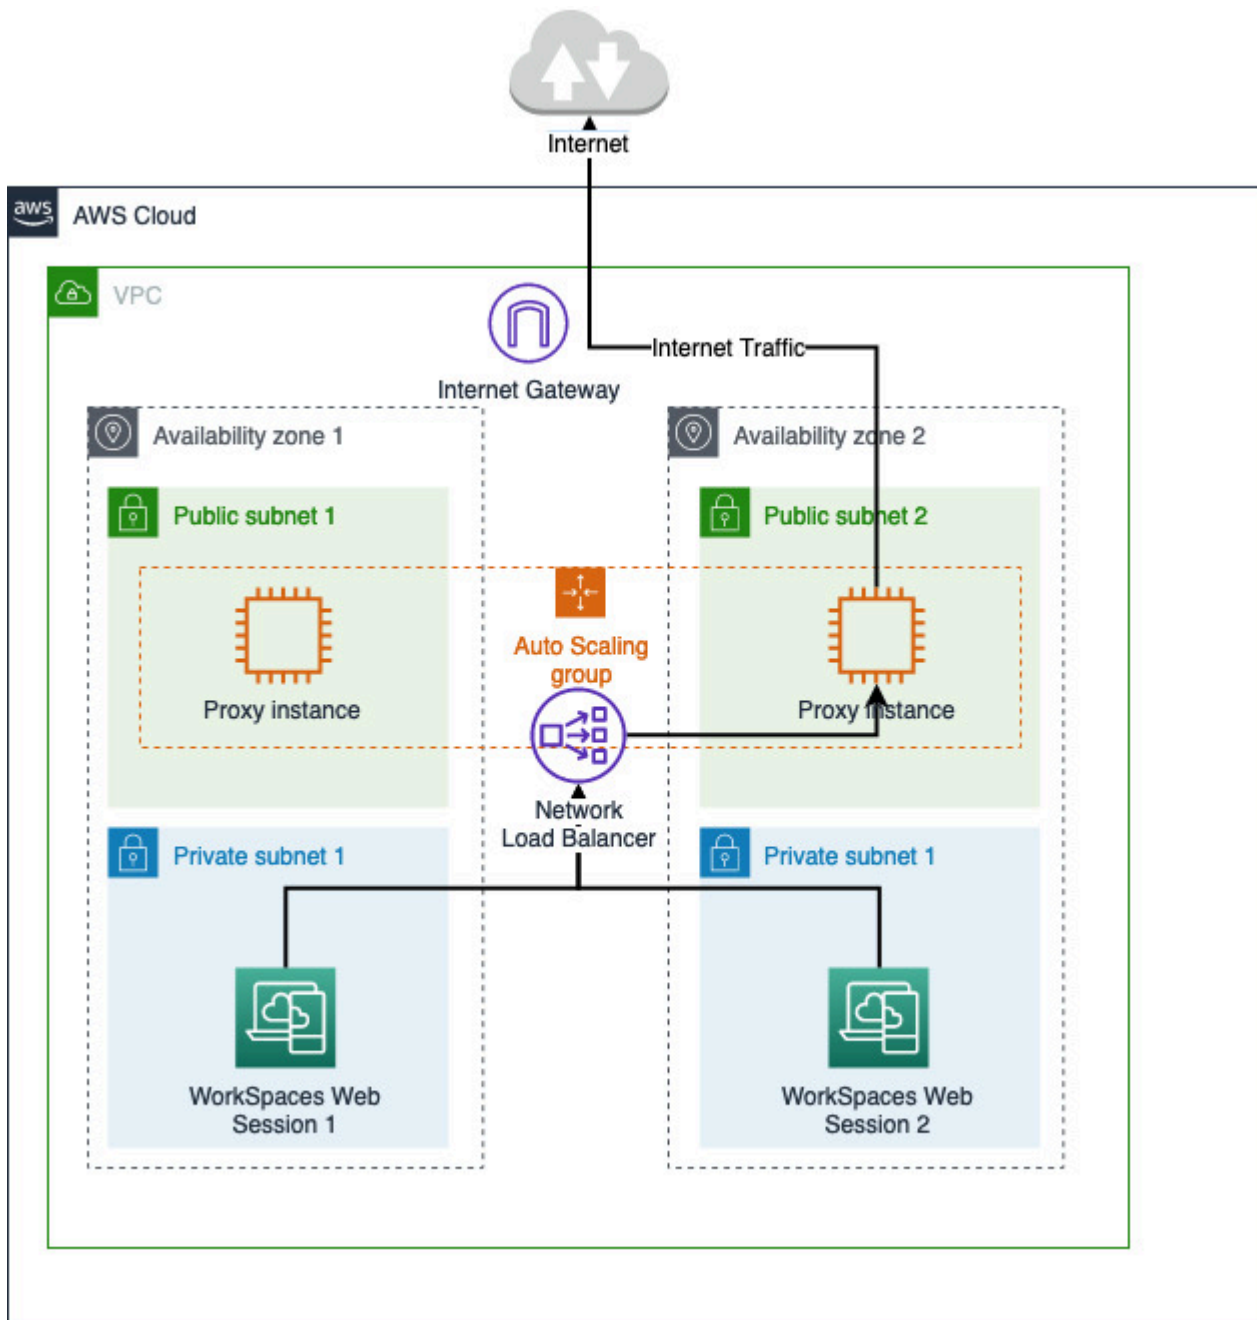 Internet
aws
AWS Cloud
VPC
Internet Traffic
Internet Gateway
Availability zone 1
Availability zone 2
Public subnet 1
Public subnet 2
Auto Scaling
group
Proxy instance
Proxy instance
Network
Load Balancer
Private subnet 1
Private subnet 1
WorkSpaces Web
Session 1
WorkSpaces Web
Session 2